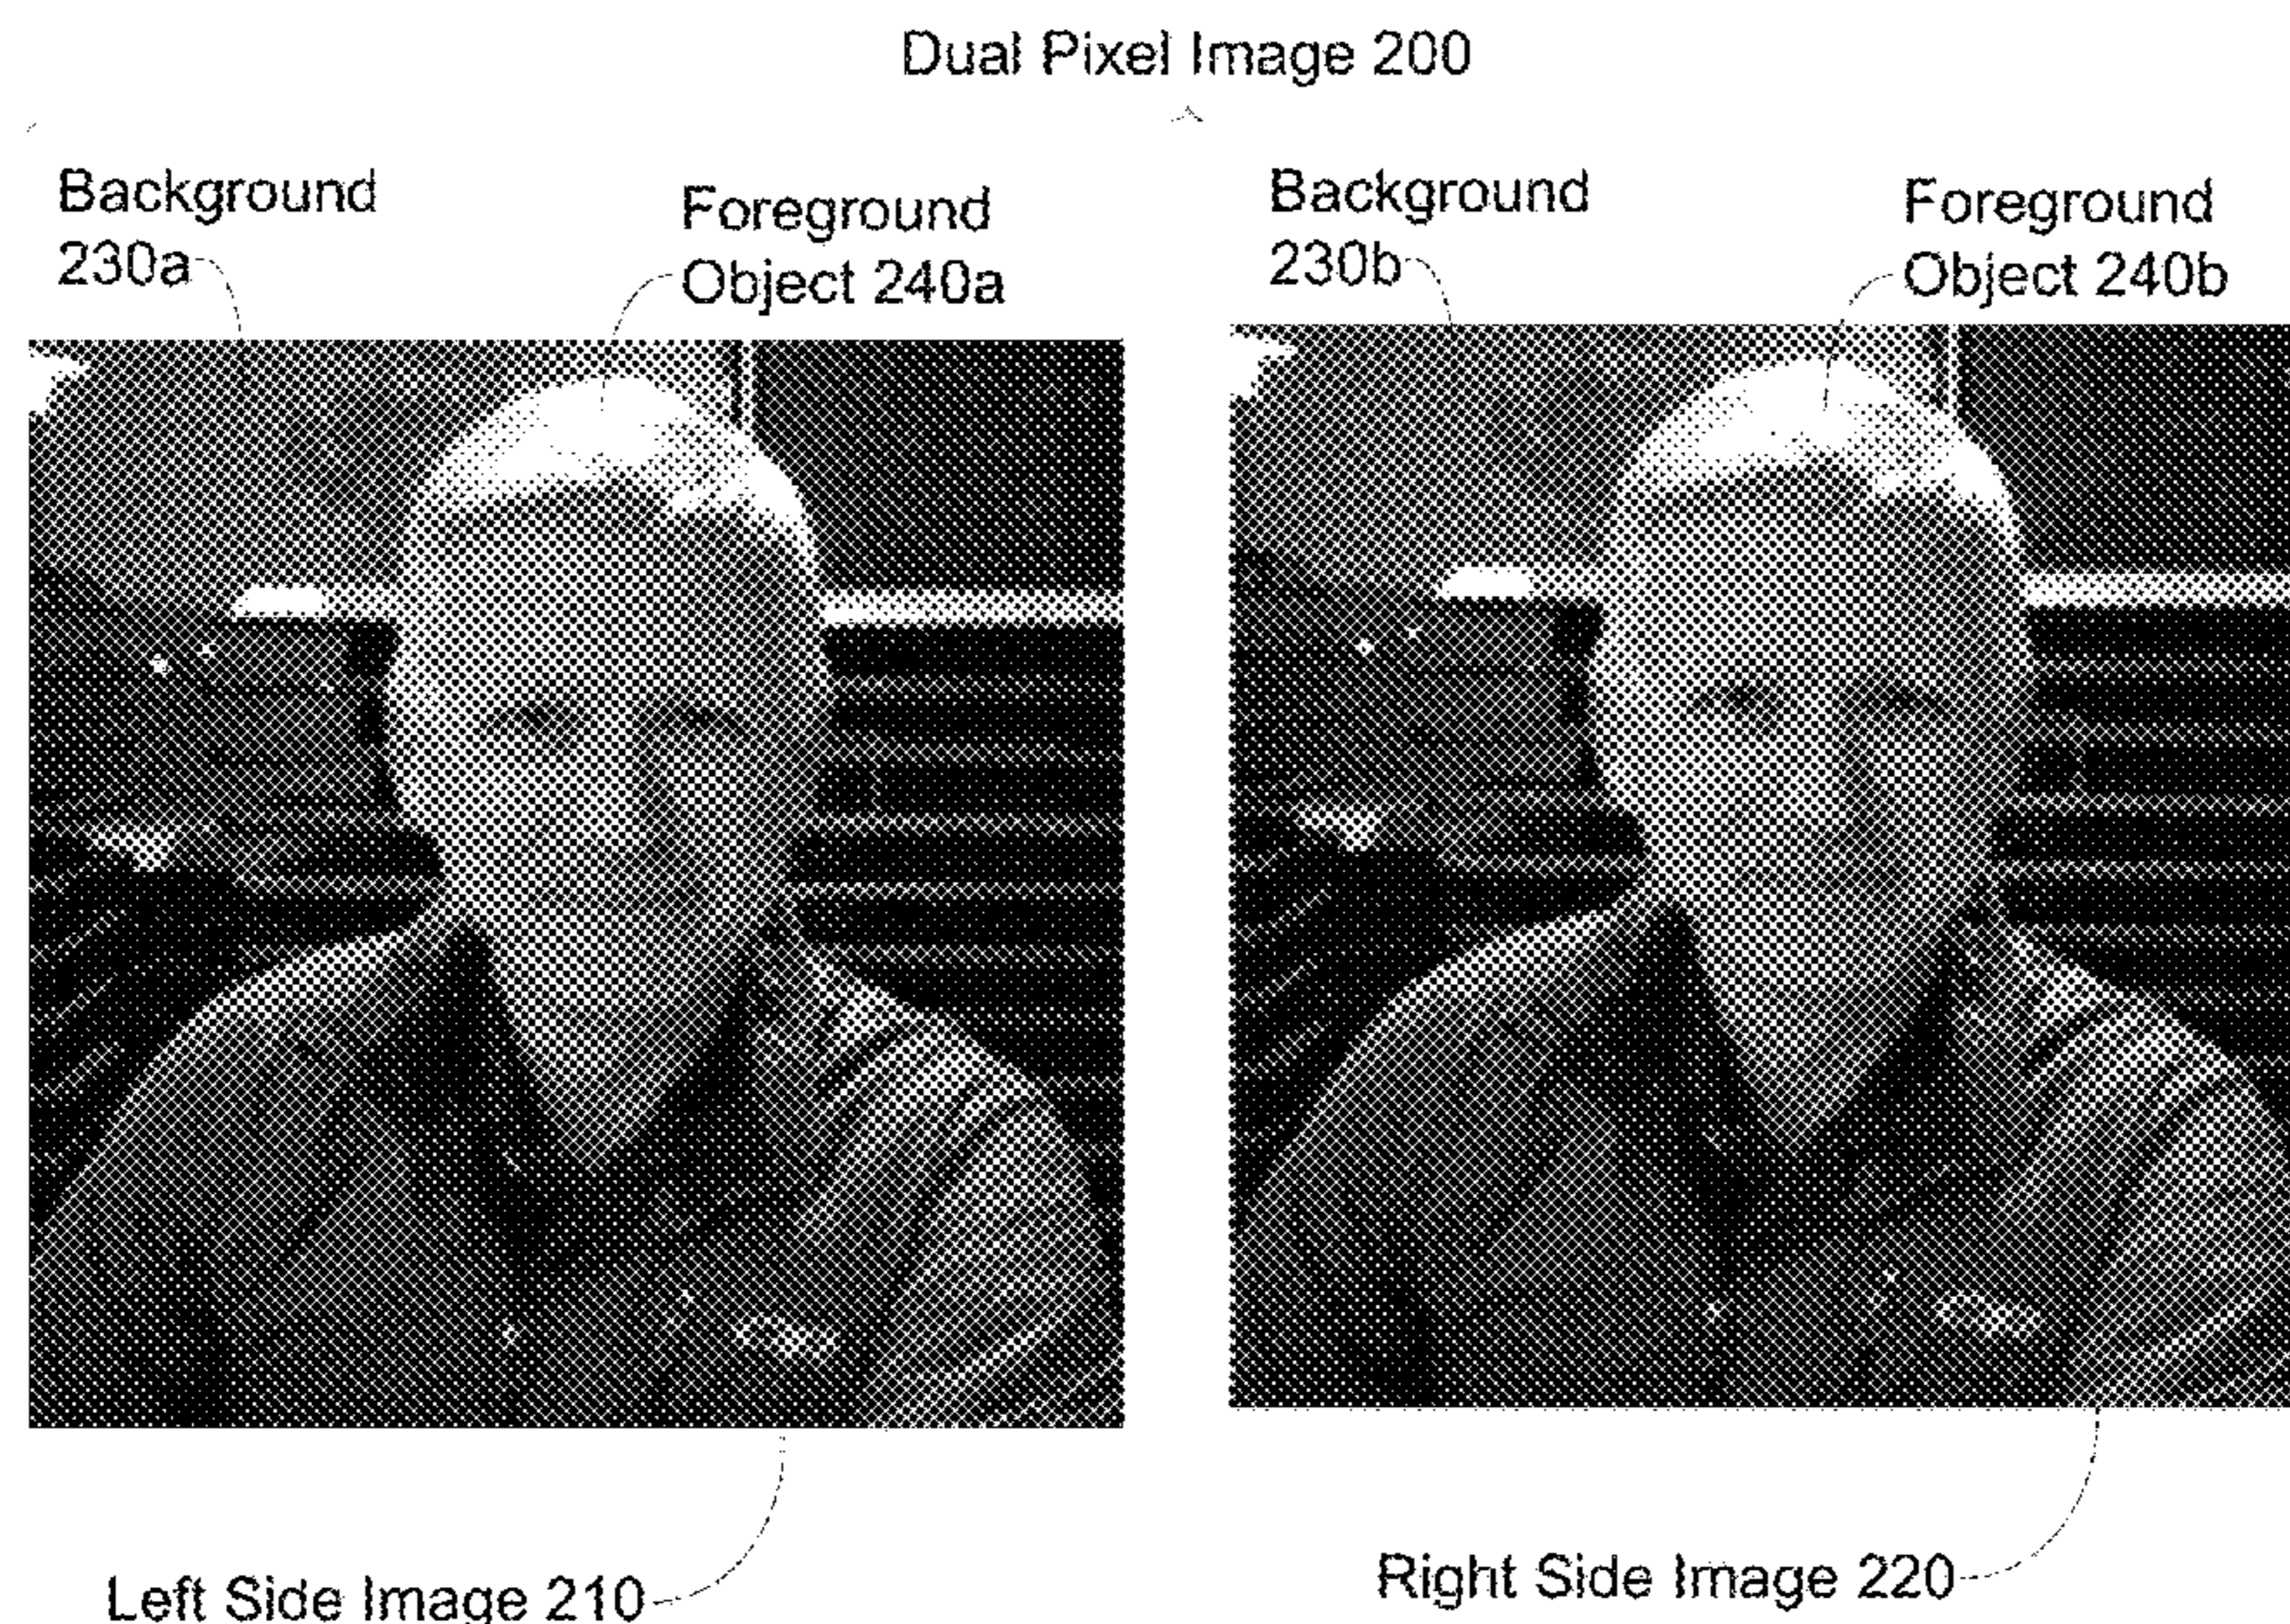 Dual Pixel Image 200
Background
230a
Foreground
Object 240a
Background
230b
Foreground
Object 240b
Left Side Image 210
Right Side Image 220